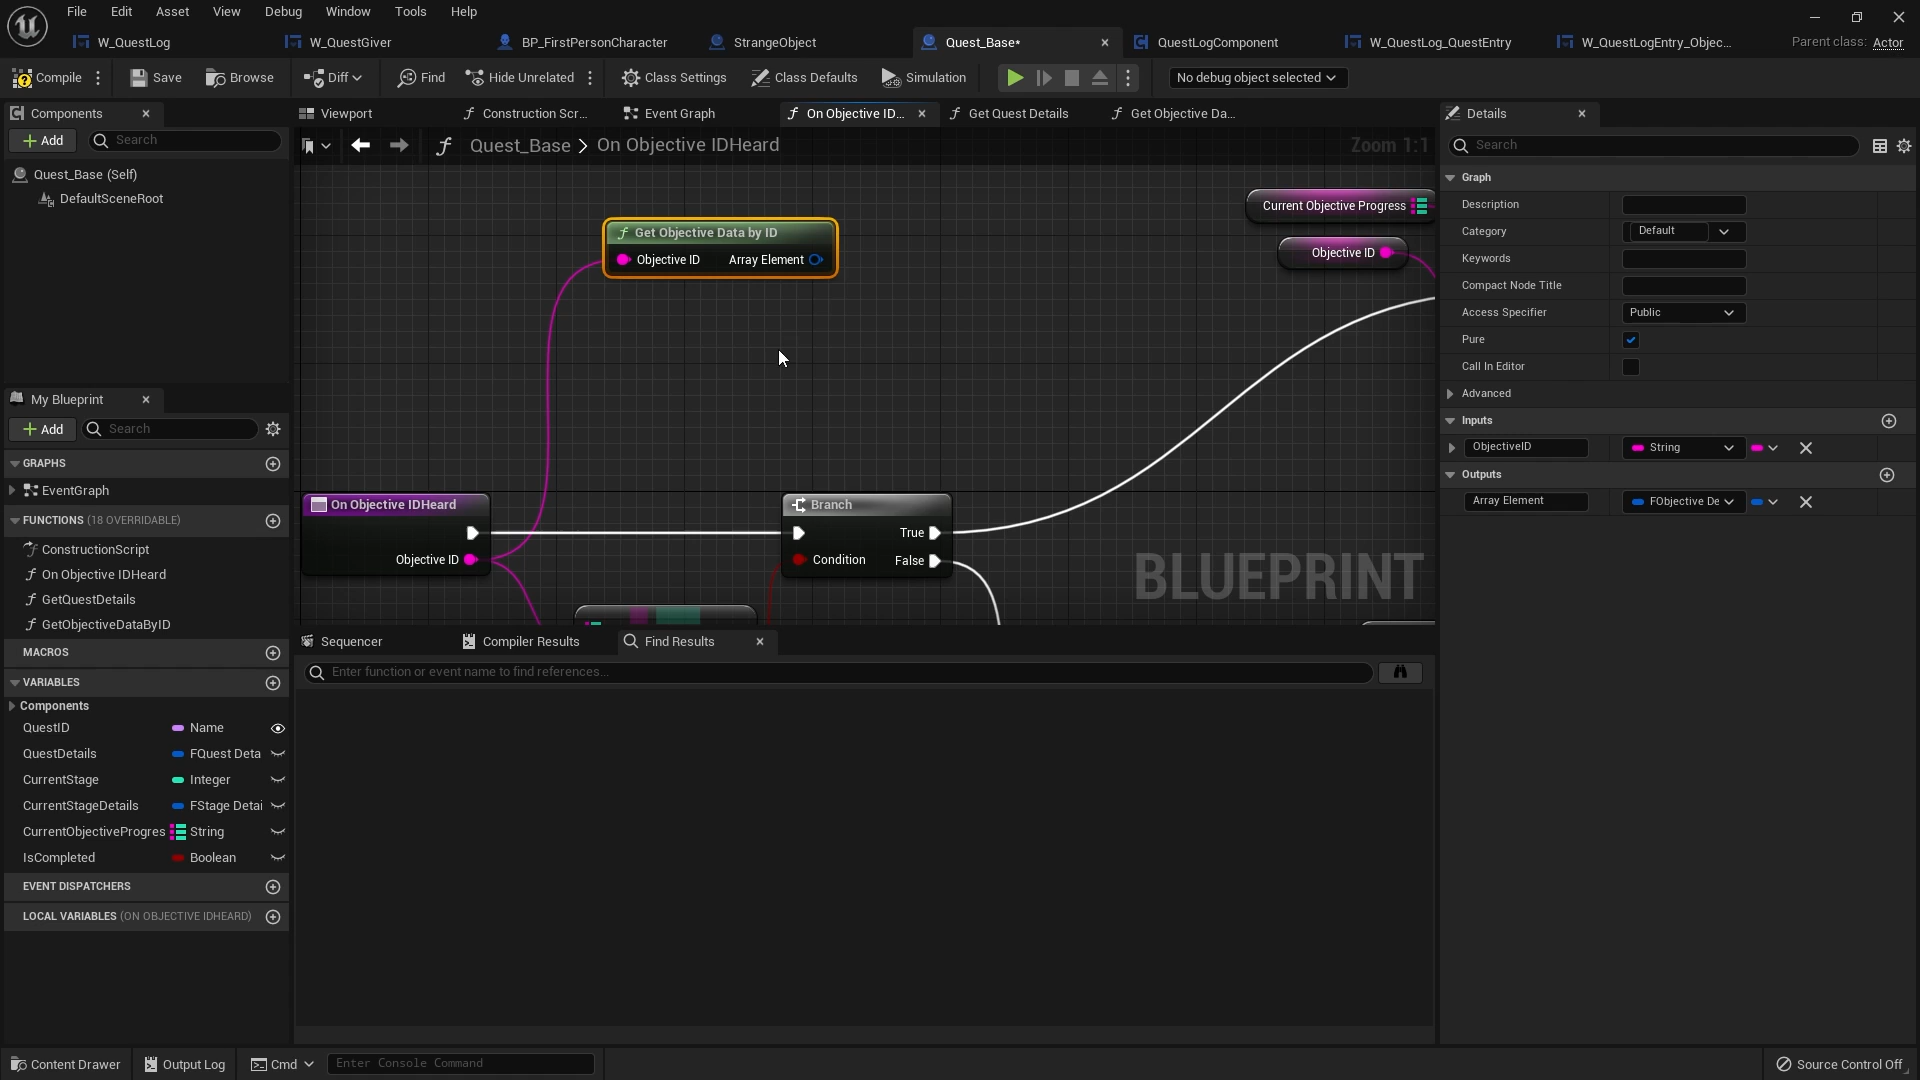 File Edit Asset View Debug Window Tools Help
W_QuestLog W_QuestGiver BP_FirstPersonCharacter StrangeObject Quest_Base* QuestLogComponent W_QuestLog_QuestEntry W_QuestLogEntry_Objec... Parent class: Actor
Compile Save Browse Diff Find Hide Unrelated Class Settings Class Defaults Simulation No debug object selected
Components
Add Search
Quest_Base (Self)
DefaultSceneRoot
My Blueprint
Add Search
GRAPHS
EventGraph
FUNCTIONS (18 OVERRIDABLE)
ConstructionScript
On Objective IDHeard
GetQuestDetails
GetObjectiveDataByID
MACROS
VARIABLES
Components
QuestID Name
QuestDetails FQuest Deta
CurrentStage Integer
CurrentStageDetails FStage Detai
CurrentObjectiveProgres String
IsCompleted Boolean
EVENT DISPATCHERS
LOCAL VARIABLES (ON OBJECTIVE IDHEARD)
Viewport Construction Scr... Event Graph On Objective ID... Get Quest Details Get Objective Da...
Quest_Base > On Objective IDHeard Zoom 1:1
Current Objective Progress
Get Objective Data by ID
Objective ID Array Element
Objective ID
On Objective IDHeard
Objective ID
Branch
True
Condition False
BLUEPRINT
Sequencer Compiler Results Find Results
Enter function or event name to find references...
Details
Search
Graph
Description
Category Default
Keywords
Compact Node Title
Access Specifier Public
Pure
Call In Editor
Advanced
Inputs
ObjectiveID String
Outputs
Array Element FObjective De
Content Drawer Output Log Cmd Enter Console Command Source Control Off